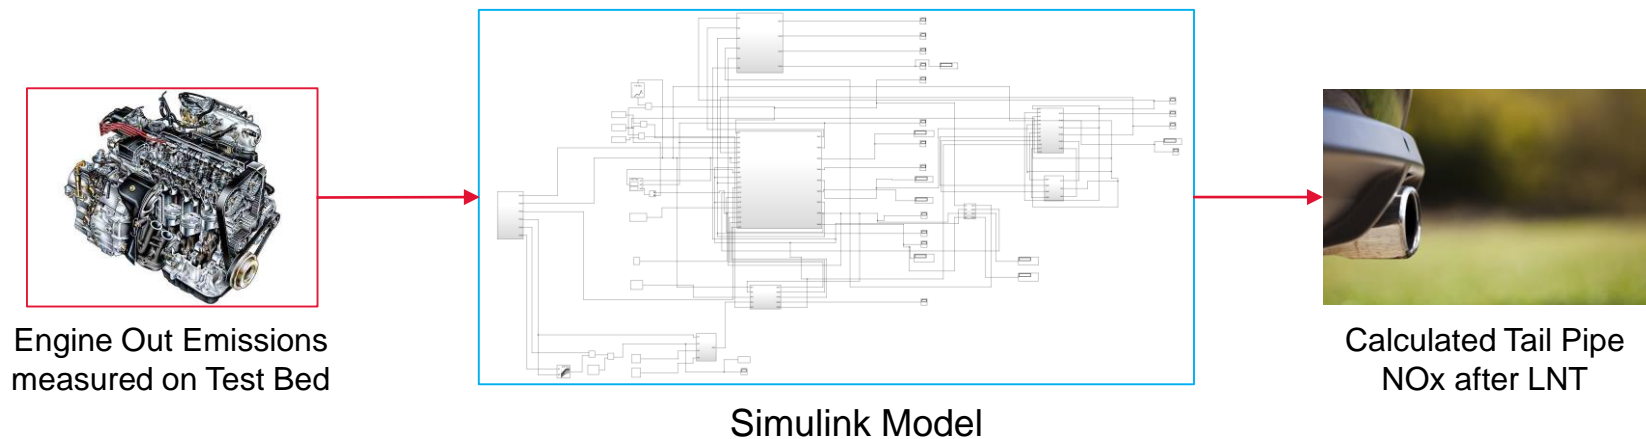 Engine Out Emissions
measured on Test Bed
Simulink Model
Calculated Tail Pipe
NOx after LNT